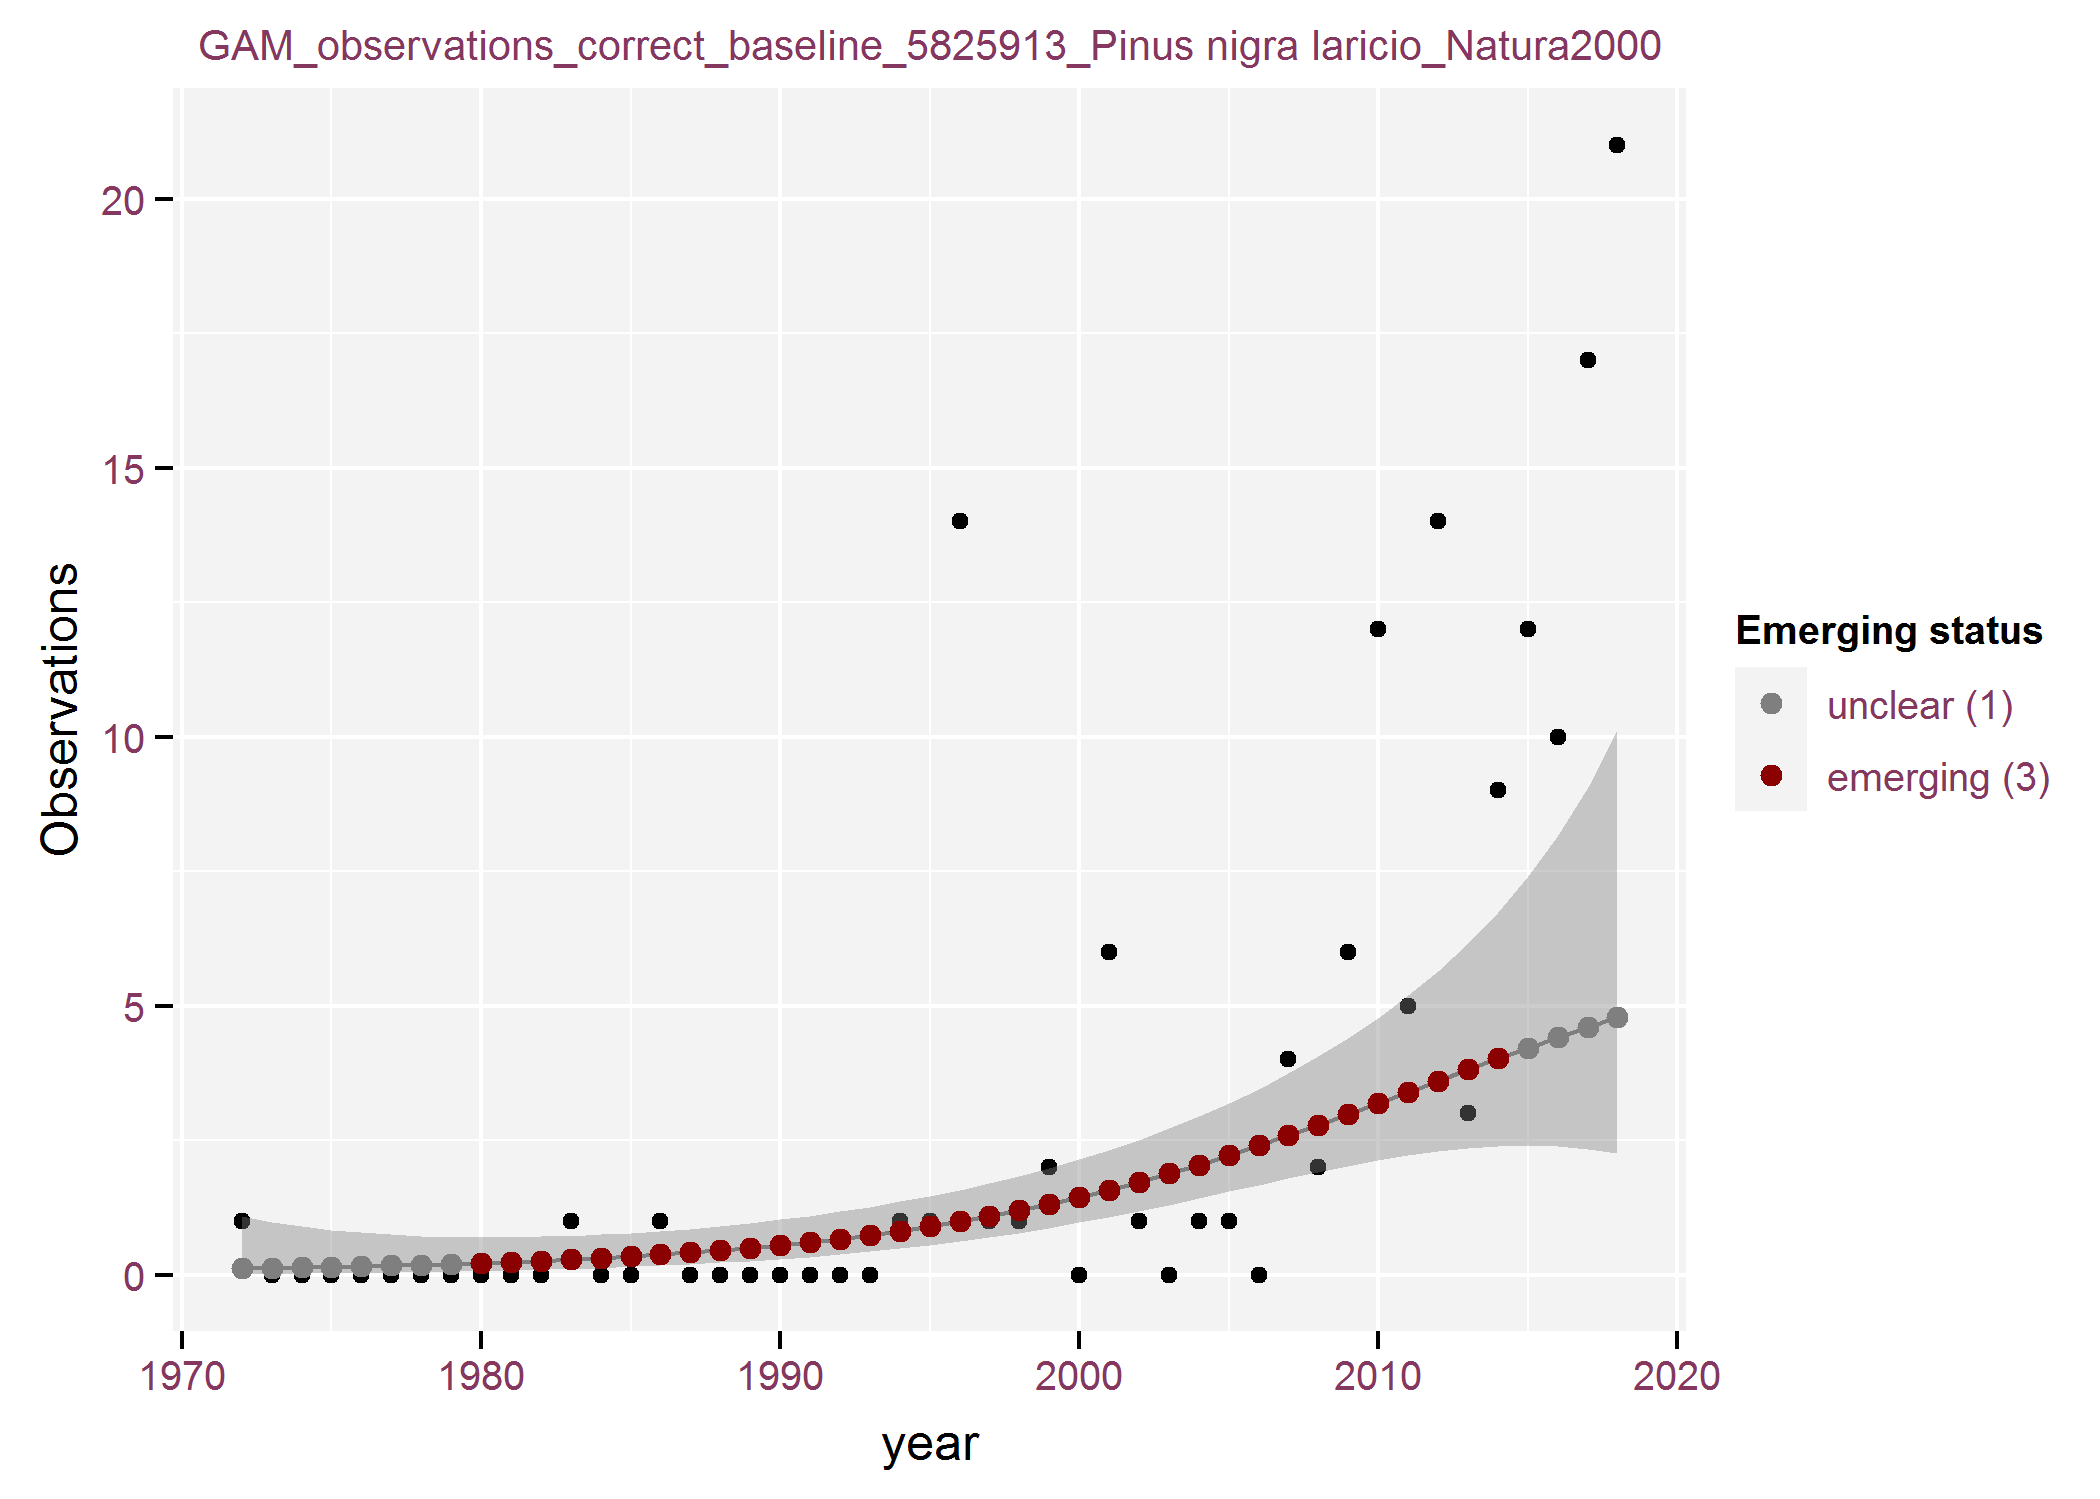 GAM_observations_correct_baseline_5825913_Pinus nigra laricio_Natura2000
Observations
20
15
10
5
0
1970 1980 1990 2000 2010 2020
year
Emerging status
unclear (1)
emerging (3)